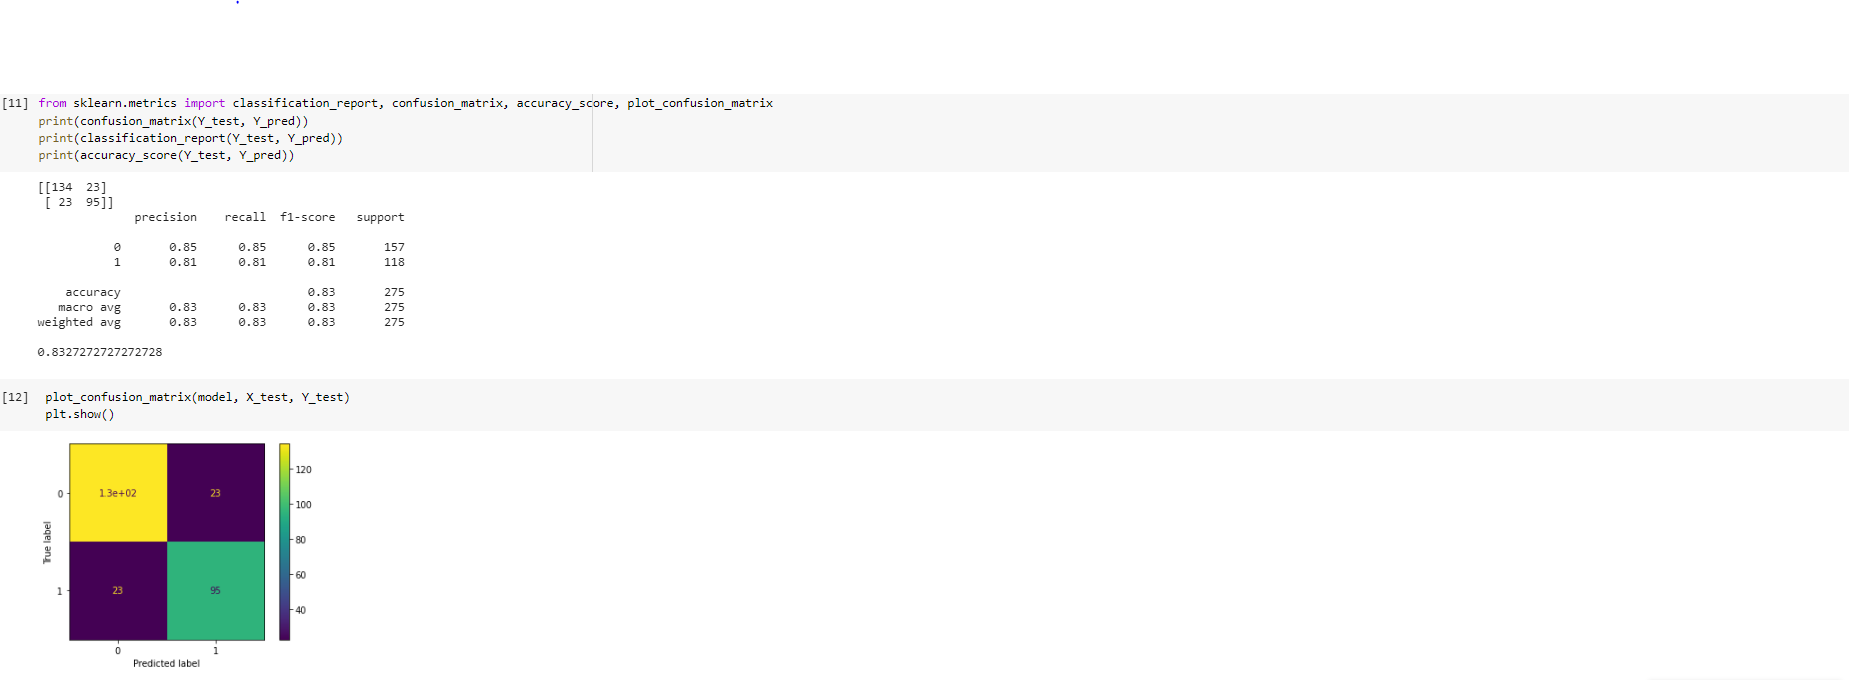 [11] from sklearn.metrics import classification_report, confusion_matrix, accuracy_score, plot_confusion_matrix
print(confusion_matrix(Y_test, Y_pred))
print(classification_report(Y_test, Y_pred))
print(accuracy_score(Y_test, Y_pred))
[[134  23]
 [ 23  95]]
              precision    recall  f1-score   support
           0       0.85      0.85      0.85       157
           1       0.81      0.81      0.81       118
    accuracy                           0.83       275
   macro avg       0.83      0.83      0.83       275
weighted avg       0.83      0.83      0.83       275
0.8327272727272728
[12] plot_confusion_matrix(model, X_test, Y_test)
plt.show()
True label
0 1.3e+02 23
1 23 95
0 1
Predicted label
120
100
80
60
40